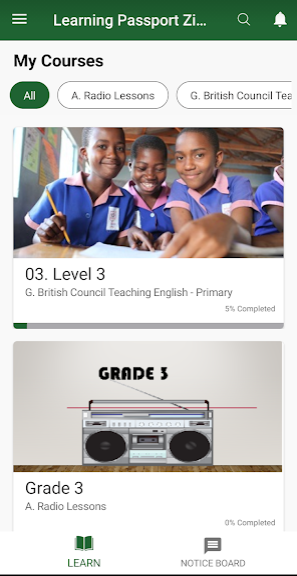 Learning Passport Zi...
My Courses
All
A. Radio Lessons
G. British Council Tea
03. Level 3
G. British Council Teaching English - Primary
5% Completed
GRADE 3
Grade 3
A. Radio Lessons
0% Completed
LEARN
NOTICE BOARD